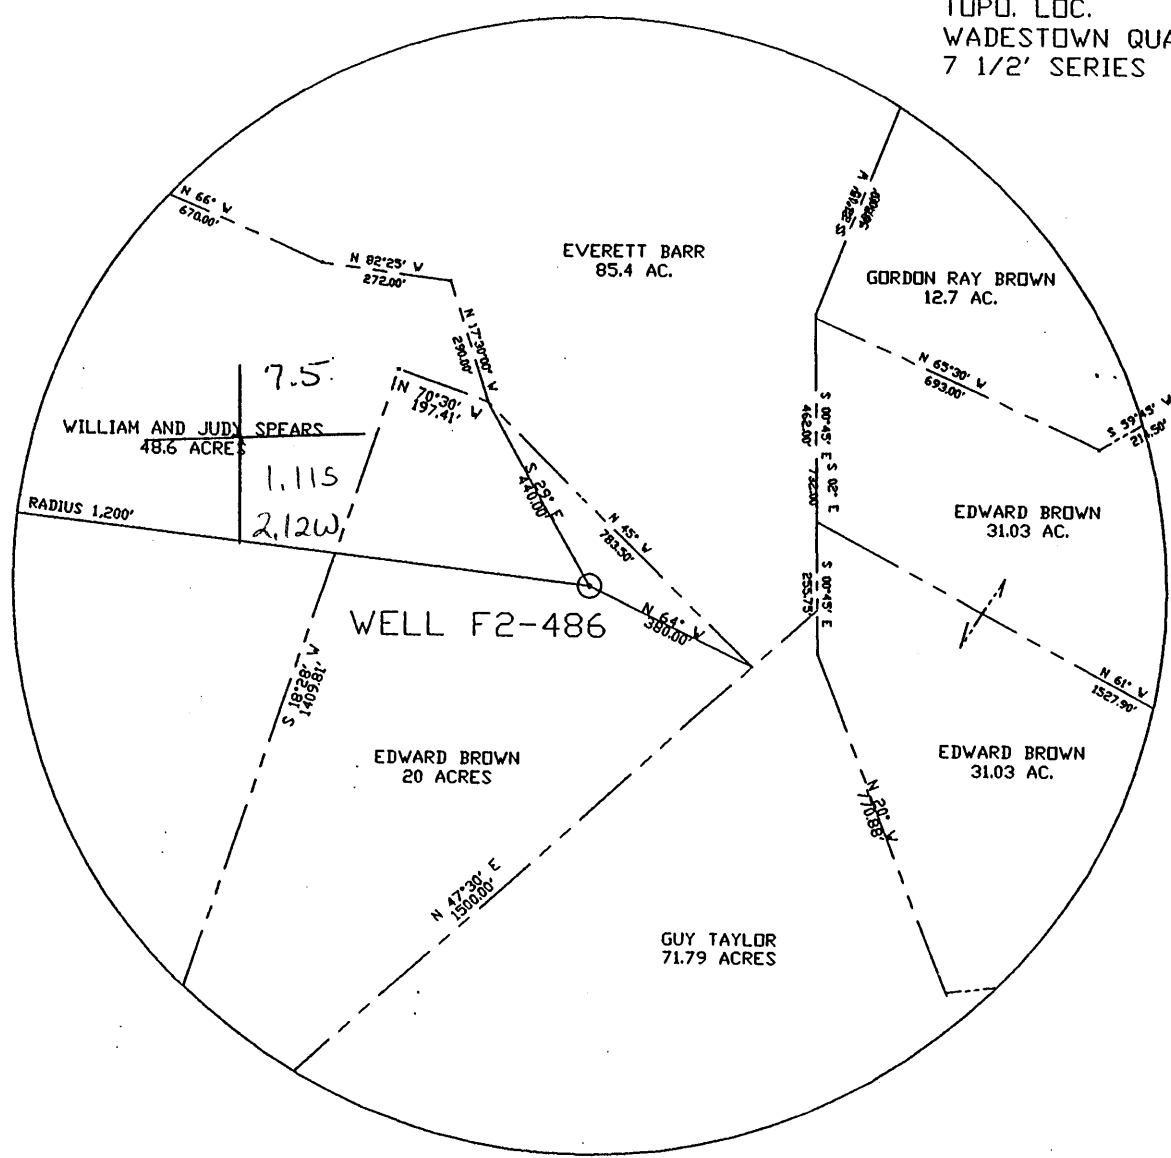 TOPO. LOC.
WADESTOWN QUA
7 1/2' SERIES
N 66° W
670.00'
N 82°25' W
272.00'
EVERETT BARR
85.4 AC.
GORDON RAY BROWN
12.7 AC.
N 17°30'00" W
290.00'
N 65°30' W
693.00'
S 39°45' W
214.50'
7.5
N 70°30' W
197.41'
WILLIAM AND JUDY SPEARS
48.6 ACRES
1.11S
2.12W
S 00°45' E
462.00'
S 02° E
732.00'
RADIUS 1,200'
S 29° E
440.00'
N 45° W
783.50'
EDWARD BROWN
31.03 AC.
S 00°45' E
255.75'
WELL F2-486
N 64° W
380.00'
S 18°28' W
1409.81'
N 61° W
1527.90'
EDWARD BROWN
20 ACRES
EDWARD BROWN
31.03 AC.
N 20° W
770.88'
N 47°30' E
1500.00'
GUY TAYLOR
71.79 ACRES